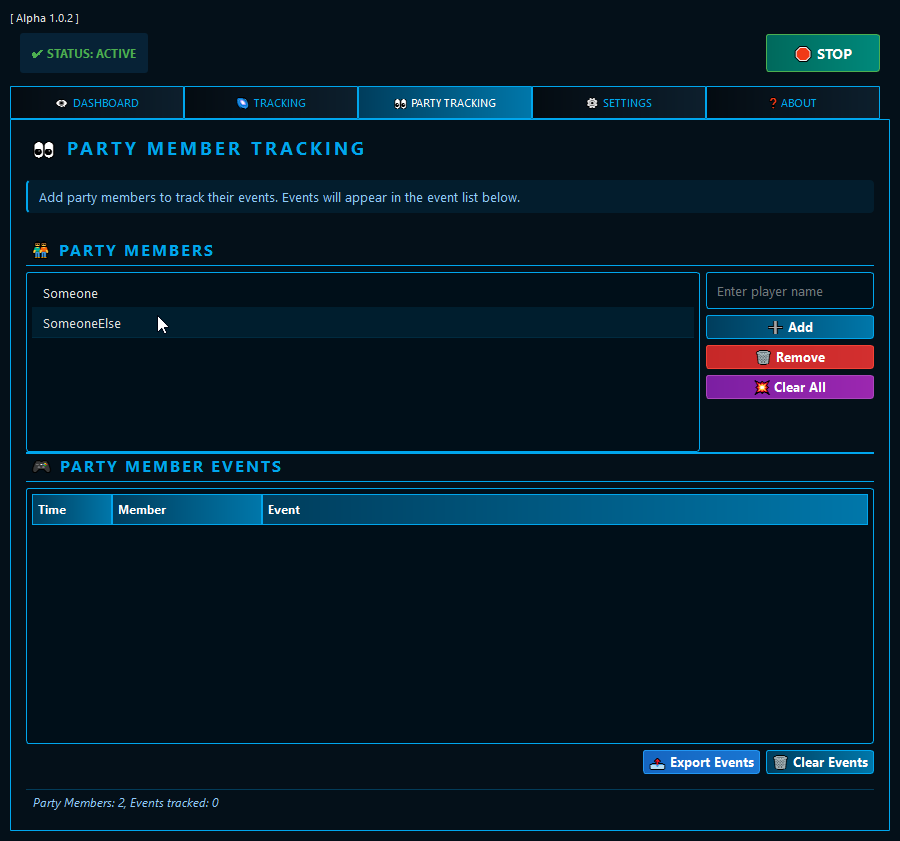 [ Alpha 1.0.2 ]
✔ STATUS: ACTIVE
STOP
DASHBOARD
TRACKING
PARTY TRACKING
SETTINGS
❓ ABOUT
PARTY MEMBER TRACKING
Add party members to track their events. Events will appear in the event list below.
PARTY MEMBERS
Someone
SomeoneElse
Enter player name
Add
Remove
Clear All
PARTY MEMBER EVENTS
Time Member Event
Export Events
Clear Events
Party Members: 2, Events tracked: 0